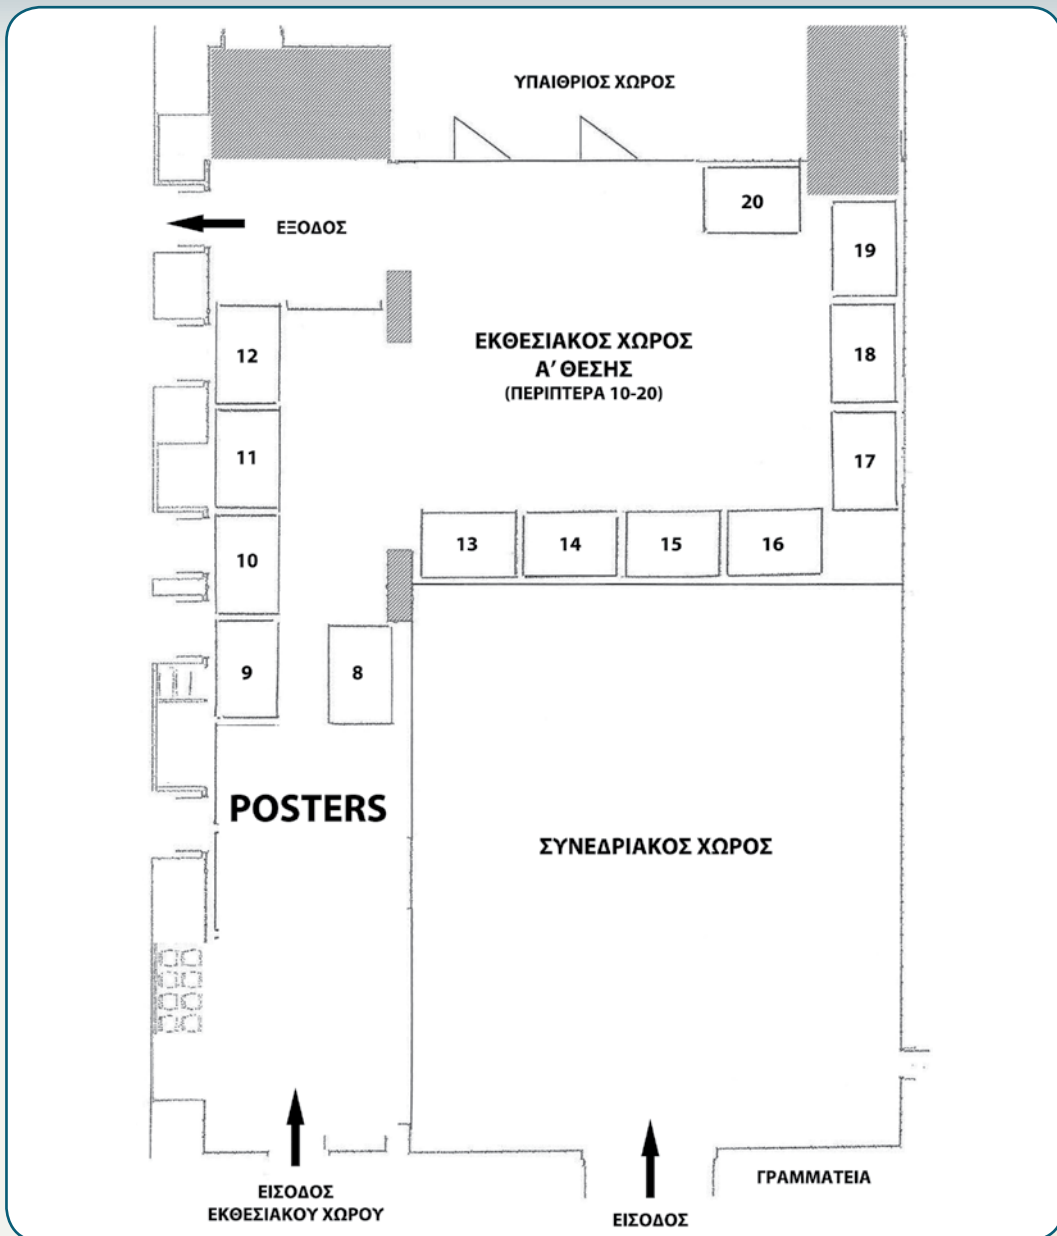 ΥΠΑΙΘΡΙΟΣ ΧΩΡΟΣ
20
ΕΞΟΔΟΣ
19
ΕΚΘΕΣΙΑΚΟΣ ΧΩΡΟΣ
Α’ ΘΕΣΗΣ
(ΠΕΡΙΠΤΕΡΑ 10-20)
12
18
11
17
13
14
15
16
10
9
8
POSTERS
ΣΥΝΕΔΡΙΑΚΟΣ ΧΩΡΟΣ
ΓΡΑΜΜΑΤΕΙΑ
ΕΙΣΟΔΟΣ
ΕΚΘΕΣΙΑΚΟΥ ΧΩΡΟΥ
ΕΙΣΟΔΟΣ